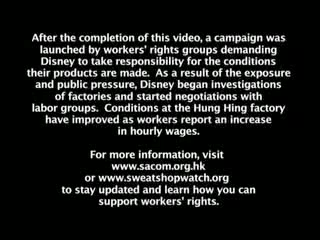 After the completion of this video, a campaign was
launched by workers' rights groups demanding
Disney to take responsibility for the conditions
their products are made.  As a result of the exposure
and public pressure, Disney began investigations
of factories and started negotiations with
labor groups.  Conditions at the Hung Hing factory
have improved as workers report an increase
in hourly wages.
For more information, visit
www.sacom.org.hk
or www.sweatshopwatch.org
to stay updated and learn how you can
support workers' rights.